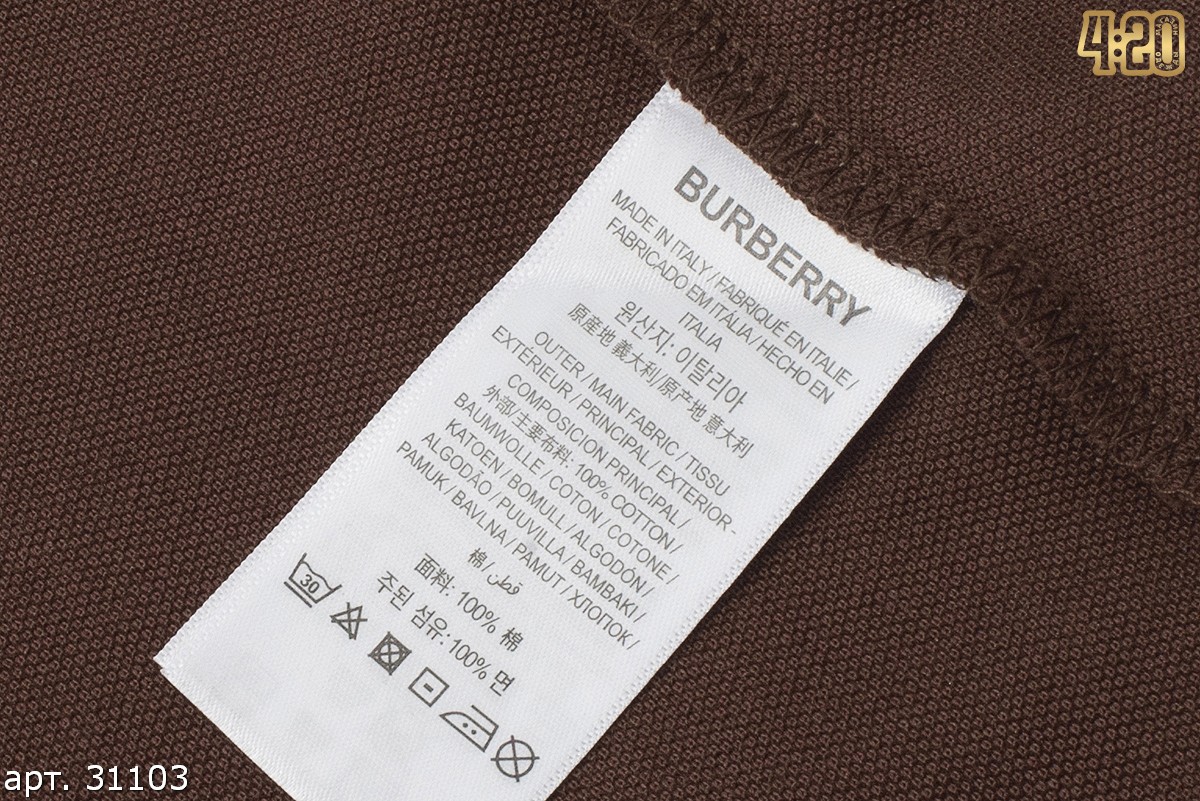 4:20
BURBERRY
MADE IN ITALY / FABRIQUÉ EN ITALIE /
FABRICADO EM ITÁLIA / HECHO EN
ITALIA
원산지: 이탈리아
原産地 義大利/原产地 意大利
OUTER / MAIN FABRIC / TISSU
EXTÉRIEUR / PRINCIPAL / EXTERIOR -
COMPOSICION PRINCIPAL /
外部/主要布料: 100% COTTON /
BAUMWOLLE / COTON / COTONE /
KATOEN / BOMULL / ALGODÓN /
ALGODÃO / PUUVILLA / BAMBAKI /
PAMUK / BAVLNA / PAMUT / ХЛОПОК /
棉 / قطن
面料: 100% 棉
주된 섬유: 100% 면
30
арт. 31103